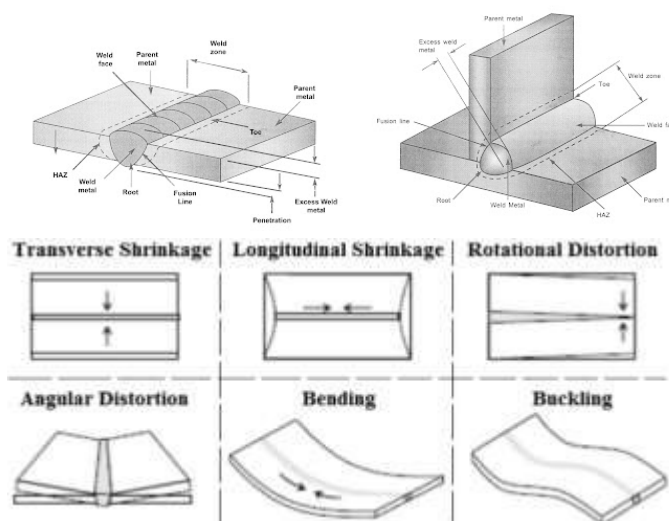 Weld
zone
Weld
face
Parent
metal
Parent
metal
Toe
HAZ
Weld
metal
Root
Fusion
Line
Excess Weld
metal
Penetration
Parent metal
Excess weld
metal
Weld zone
Toe
Fusion line
Weld
Root
Weld Metal
HAZ
Parent
Transverse Shrinkage
Longitudinal Shrinkage
Rotational Distortion
Angular Distortion
Bending
Buckling